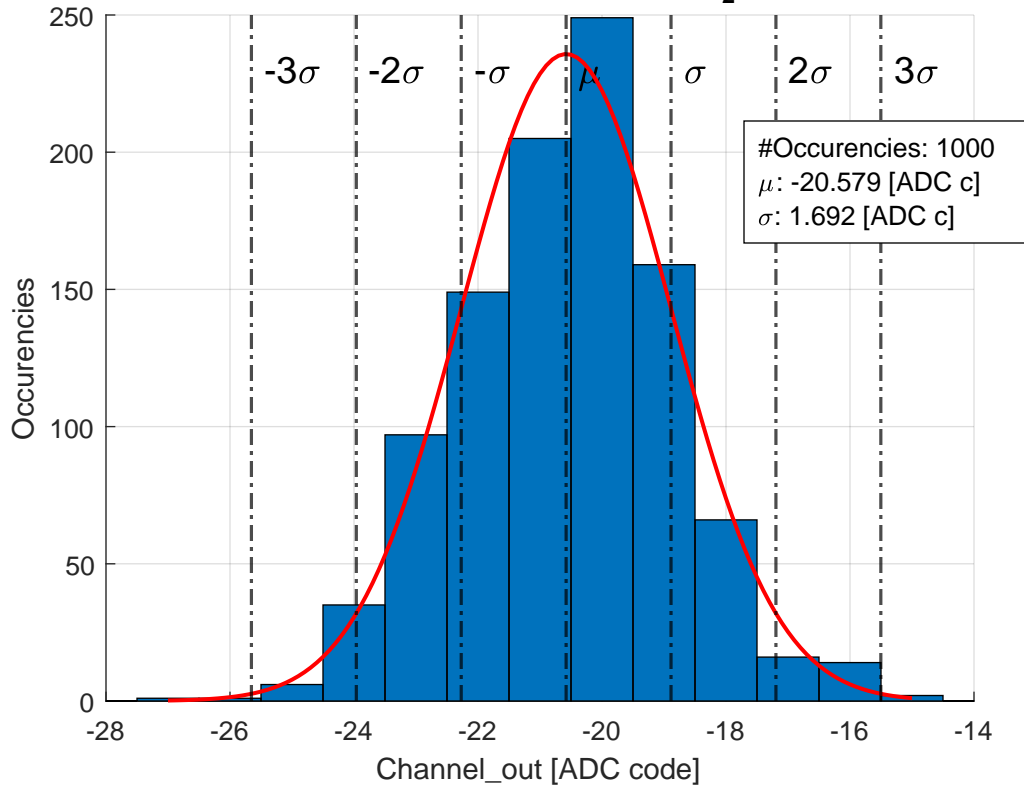 2
250
200
150
100
50
0
Occurencies
-3σ
-2σ
-σ
μ
σ
2σ
3σ
#Occurencies: 1000
μ: -20.579 [ADC c]
σ: 1.692 [ADC c]
-28
-26
-24
-22
-20
-18
-16
-14
Channel_out [ADC code]